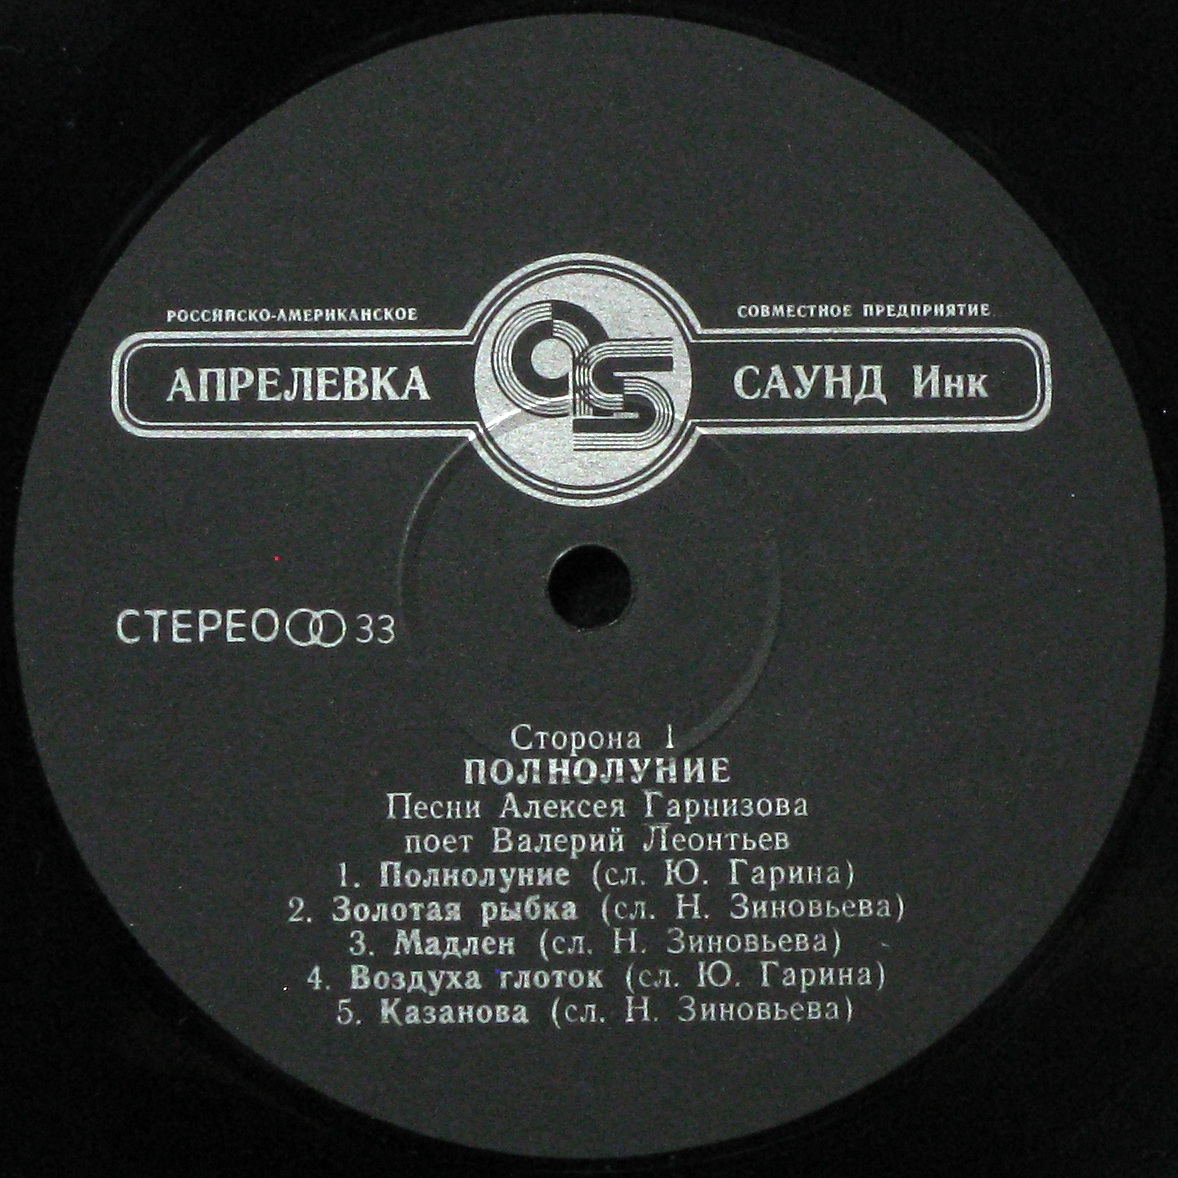 РОССИЙСКО-АМЕРИКАНСКОЕ СОВМЕСТНОЕ ПРЕДПРИЯТИЕ
АПРЕЛЕВКА САУНД Инк
СТЕРЕО 33
Сторона 1
ПОЛНОЛУНИЕ
Песни Алексея Гарнизова
поет Валерий Леонтьев
1. Полнолуние (сл. Ю. Гарина)
2. Золотая рыбка (сл. Н. Зиновьева)
3. Мадлен (сл. Н. Зиновьева)
4. Воздуха глоток (сл. Ю. Гарина)
5. Казанова (сл. Н. Зиновьева)